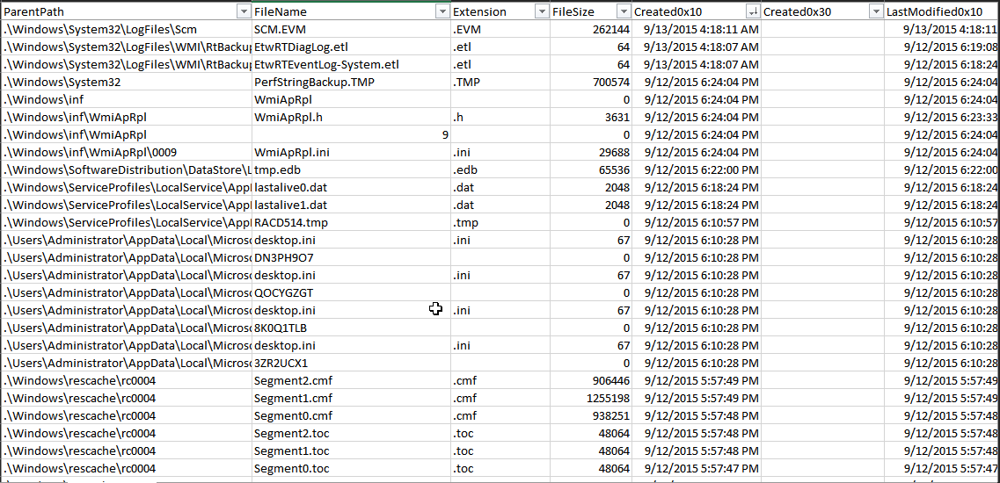 ParentPath FileName Extension FileSize Created0x10 Created0x30 LastModified0x10
.\Windows\System32\LogFiles\Scm SCM.EVM .EVM 262144 9/13/2015 4:18:11 AM 9/13/2015 4:18:11
.\Windows\System32\LogFiles\WMI\RtBackup EtwRTDiagLog.etl .etl 64 9/13/2015 4:18:07 AM 9/12/2015 6:19:08
.\Windows\System32\LogFiles\WMI\RtBackup EtwRTEventLog-System.etl .etl 64 9/13/2015 4:18:07 AM 9/12/2015 6:18:24
.\Windows\System32 PerfStringBackup.TMP .TMP 700574 9/12/2015 6:24:04 PM 9/12/2015 6:24:04
.\Windows\inf WmiApRpl 0 9/12/2015 6:24:04 PM 9/12/2015 6:24:04
.\Windows\inf\WmiApRpl WmiApRpl.h .h 3631 9/12/2015 6:24:04 PM 9/12/2015 6:23:33
.\Windows\inf\WmiApRpl 9 0 9/12/2015 6:24:04 PM 9/12/2015 6:24:04
.\Windows\inf\WmiApRpl\0009 WmiApRpl.ini .ini 29688 9/12/2015 6:24:04 PM 9/12/2015 6:24:04
.\Windows\SoftwareDistribution\DataStore\L tmp.edb .edb 65536 9/12/2015 6:22:00 PM 9/12/2015 6:22:00
.\Windows\ServiceProfiles\LocalService\App lastalive0.dat .dat 2048 9/12/2015 6:18:24 PM 9/12/2015 6:18:24
.\Windows\ServiceProfiles\LocalService\App lastalive1.dat .dat 2048 9/12/2015 6:18:24 PM 9/12/2015 6:18:24
.\Windows\ServiceProfiles\LocalService\App RACD514.tmp .tmp 0 9/12/2015 6:10:57 PM 9/12/2015 6:10:57
.\Users\Administrator\AppData\Local\Microso desktop.ini .ini 67 9/12/2015 6:10:28 PM 9/12/2015 6:10:28
.\Users\Administrator\AppData\Local\Microso DN3PH9O7 0 9/12/2015 6:10:28 PM 9/12/2015 6:10:28
.\Users\Administrator\AppData\Local\Microso desktop.ini .ini 67 9/12/2015 6:10:28 PM 9/12/2015 6:10:28
.\Users\Administrator\AppData\Local\Microso QOCYGZGT 0 9/12/2015 6:10:28 PM 9/12/2015 6:10:28
.\Users\Administrator\AppData\Local\Microso desktop.ini .ini 67 9/12/2015 6:10:28 PM 9/12/2015 6:10:28
.\Users\Administrator\AppData\Local\Microso 8K0Q1TLB 0 9/12/2015 6:10:28 PM 9/12/2015 6:10:28
.\Users\Administrator\AppData\Local\Microso desktop.ini .ini 67 9/12/2015 6:10:28 PM 9/12/2015 6:10:28
.\Users\Administrator\AppData\Local\Microso 3ZR2UCX1 0 9/12/2015 6:10:28 PM 9/12/2015 6:10:28
.\Windows\rescache\rc0004 Segment2.cmf .cmf 906446 9/12/2015 5:57:49 PM 9/12/2015 5:57:49
.\Windows\rescache\rc0004 Segment1.cmf .cmf 1255198 9/12/2015 5:57:49 PM 9/12/2015 5:57:49
.\Windows\rescache\rc0004 Segment0.cmf .cmf 938251 9/12/2015 5:57:48 PM 9/12/2015 5:57:48
.\Windows\rescache\rc0004 Segment2.toc .toc 48064 9/12/2015 5:57:48 PM 9/12/2015 5:57:48
.\Windows\rescache\rc0004 Segment1.toc .toc 48064 9/12/2015 5:57:48 PM 9/12/2015 5:57:48
.\Windows\rescache\rc0004 Segment0.toc .toc 48064 9/12/2015 5:57:47 PM 9/12/2015 5:57:47